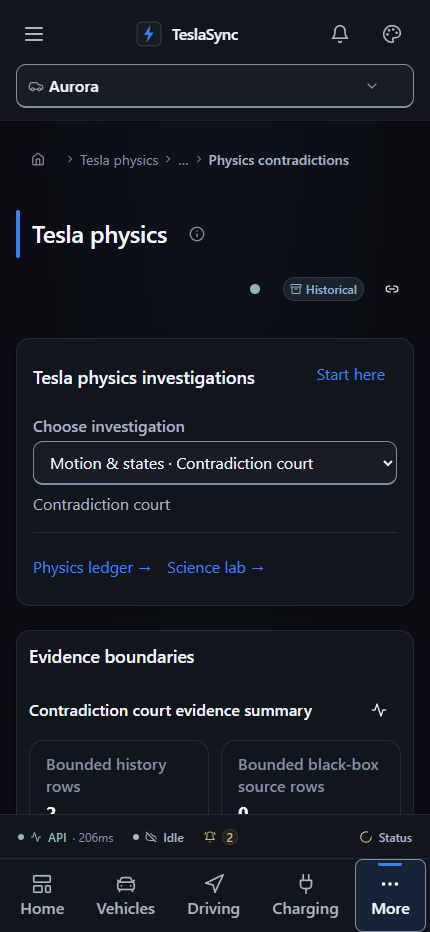 TeslaSync
Aurora
Tesla physics > ... > Physics contradictions
Tesla physics
Historical
Tesla physics investigations
Start here
Choose investigation
Motion & states · Contradiction court
Contradiction court
Physics ledger →
Science lab →
Evidence boundaries
Contradiction court evidence summary
Bounded history
rows
2
Bounded black-box
source rows
0
API · 206ms
Idle
2
Status
Home
Vehicles
Driving
Charging
More